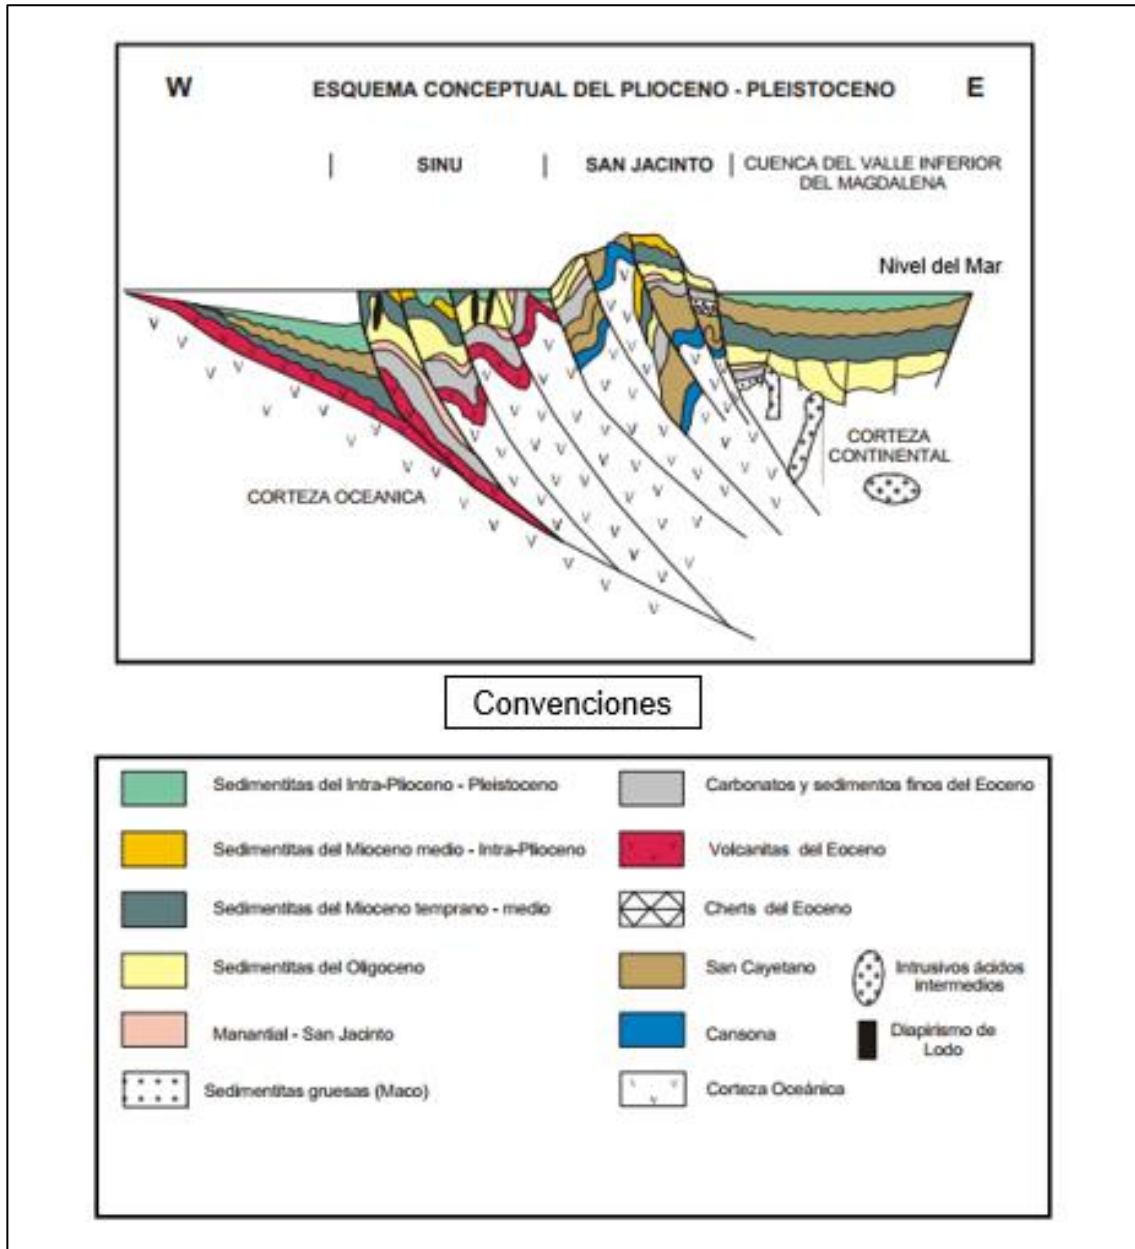 W
ESQUEMA CONCEPTUAL DEL PLIOCENO - PLEISTOCENO
E
SINU
SAN JACINTO
CUENCA DEL VALLE INFERIOR
DEL MAGDALENA
Nivel del Mar
CORTEZA
CONTINENTAL
CORTEZA OCEANICA
Convenciones
Sedimentitas del Intra-Plioceno - Pleistoceno
Sedimentitas del Mioceno medio - Intra-Plioceno
Sedimentitas del Mioceno temprano - medio
Sedimentitas del Oligoceno
Manantial - San Jacinto
Sedimentitas gruesas (Maco)
Carbonatos y sedimentos finos del Eoceno
Volcanitas del Eoceno
Cherts del Eoceno
San Cayetano
Cansona
Corteza Oceánica
Intrusivos ácidos
intermedios
Diapirismo de
Lodo